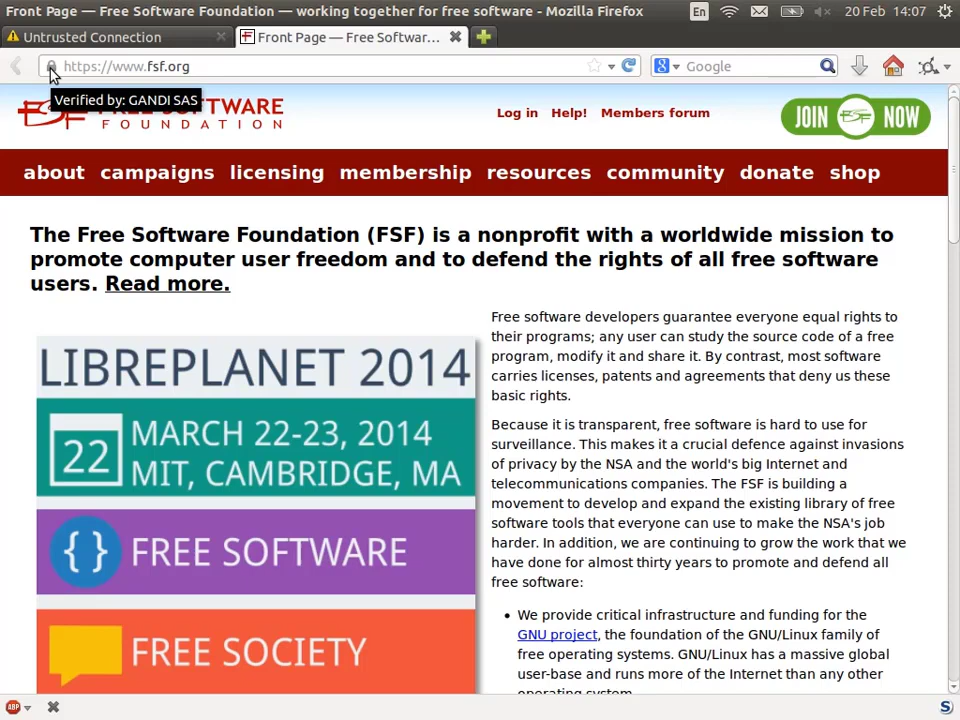 Front Page — Free Software Foundation — working together for free software - Mozilla Firefox
En
20 Feb 14:07
Untrusted Connection
Front Page — Free Softwar...
https://www.fsf.org
Google
Verified by: GANDI SAS
FREE SOFTWARE
FOUNDATION
Log in Help! Members forum
JOIN FSF NOW
about campaigns licensing membership resources community donate shop
The Free Software Foundation (FSF) is a nonprofit with a worldwide mission to
promote computer user freedom and to defend the rights of all free software
users. Read more.
LIBREPLANET 2014
22
MARCH 22-23, 2014
MIT, CAMBRIDGE, MA
{ } FREE SOFTWARE
FREE SOCIETY
Free software developers guarantee everyone equal rights to
their programs; any user can study the source code of a free
program, modify it and share it. By contrast, most software
carries licenses, patents and agreements that deny us these
basic rights.
Because it is transparent, free software is hard to use for
surveillance. This makes it a crucial defence against invasions
of privacy by the NSA and the world's big Internet and
telecommunications companies. The FSF is building a
movement to develop and expand the existing library of free
software tools that everyone can use to make the NSA's job
harder. In addition, we are continuing to grow the work that we
have done for almost thirty years to promote and defend all
free software:
• We provide critical infrastructure and funding for the
GNU project, the foundation of the GNU/Linux family of
free operating systems. GNU/Linux has a massive global
user-base and runs more of the Internet than any other
operating system.
ABP
S